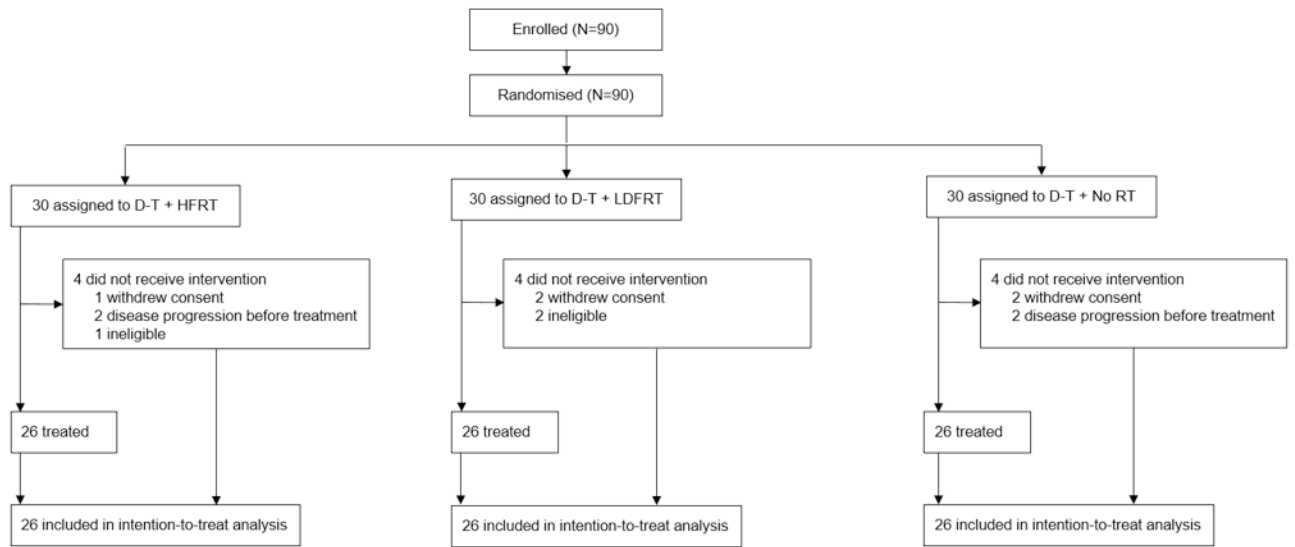 Enrolled (N=90)
Randomised (N=90)
30 assigned to D-T + HFRT
30 assigned to D-T + LDFRT
30 assigned to D-T + No RT
4 did not receive intervention
1 withdrew consent
2 disease progression before treatment
1 ineligible
4 did not receive intervention
2 withdrew consent
2 ineligible
4 did not receive intervention
2 withdrew consent
2 disease progression before treatment
26 treated
26 treated
26 treated
26 included in intention-to-treat analysis
26 included in intention-to-treat analysis
26 included in intention-to-treat analysis